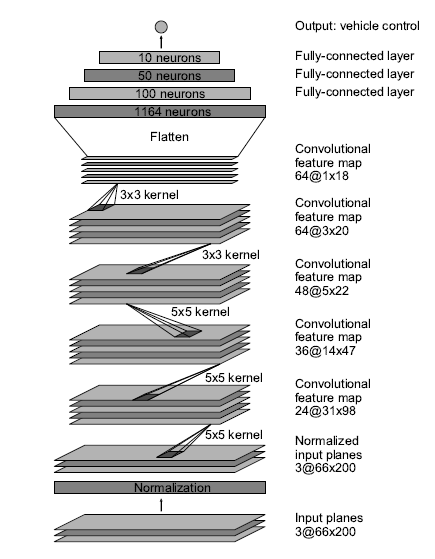 Output: vehicle control
10 neurons
Fully-connected layer
50 neurons
Fully-connected layer
100 neurons
Fully-connected layer
1164 neurons
Flatten
Convolutional
feature map
64@1x18
3x3 kernel
Convolutional
feature map
64@3x20
3x3 kernel
Convolutional
feature map
48@5x22
5x5 kernel
Convolutional
feature map
36@14x47
5x5 kernel
Convolutional
feature map
24@31x98
5x5 kernel
Normalized
input planes
3@66x200
Normalization
Input planes
3@66x200